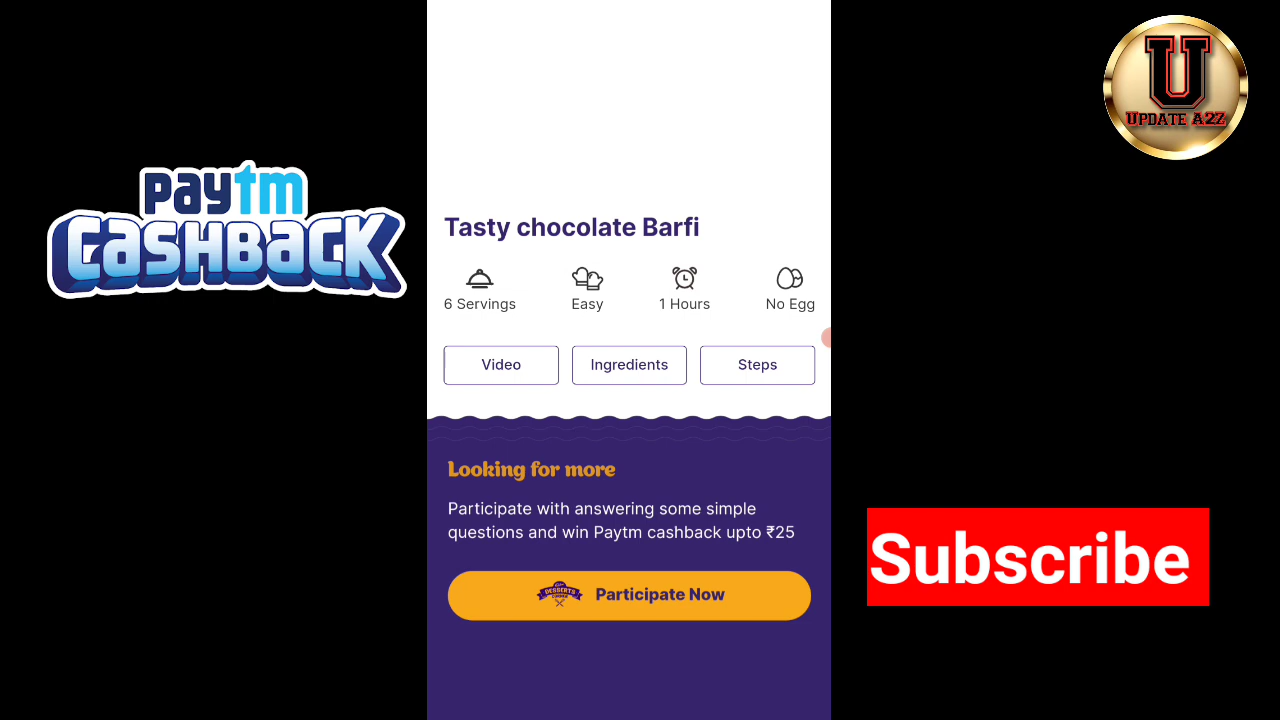 U
UPDATE A2Z
paytm
CASHBACK
Tasty chocolate Barfi
6 Servings
Easy
1 Hours
No Egg
Video
Ingredients
Steps
Looking for more
Participate with answering some simple
questions and win Paytm cashback upto ₹25
DESSERTS
Participate Now
Subscribe